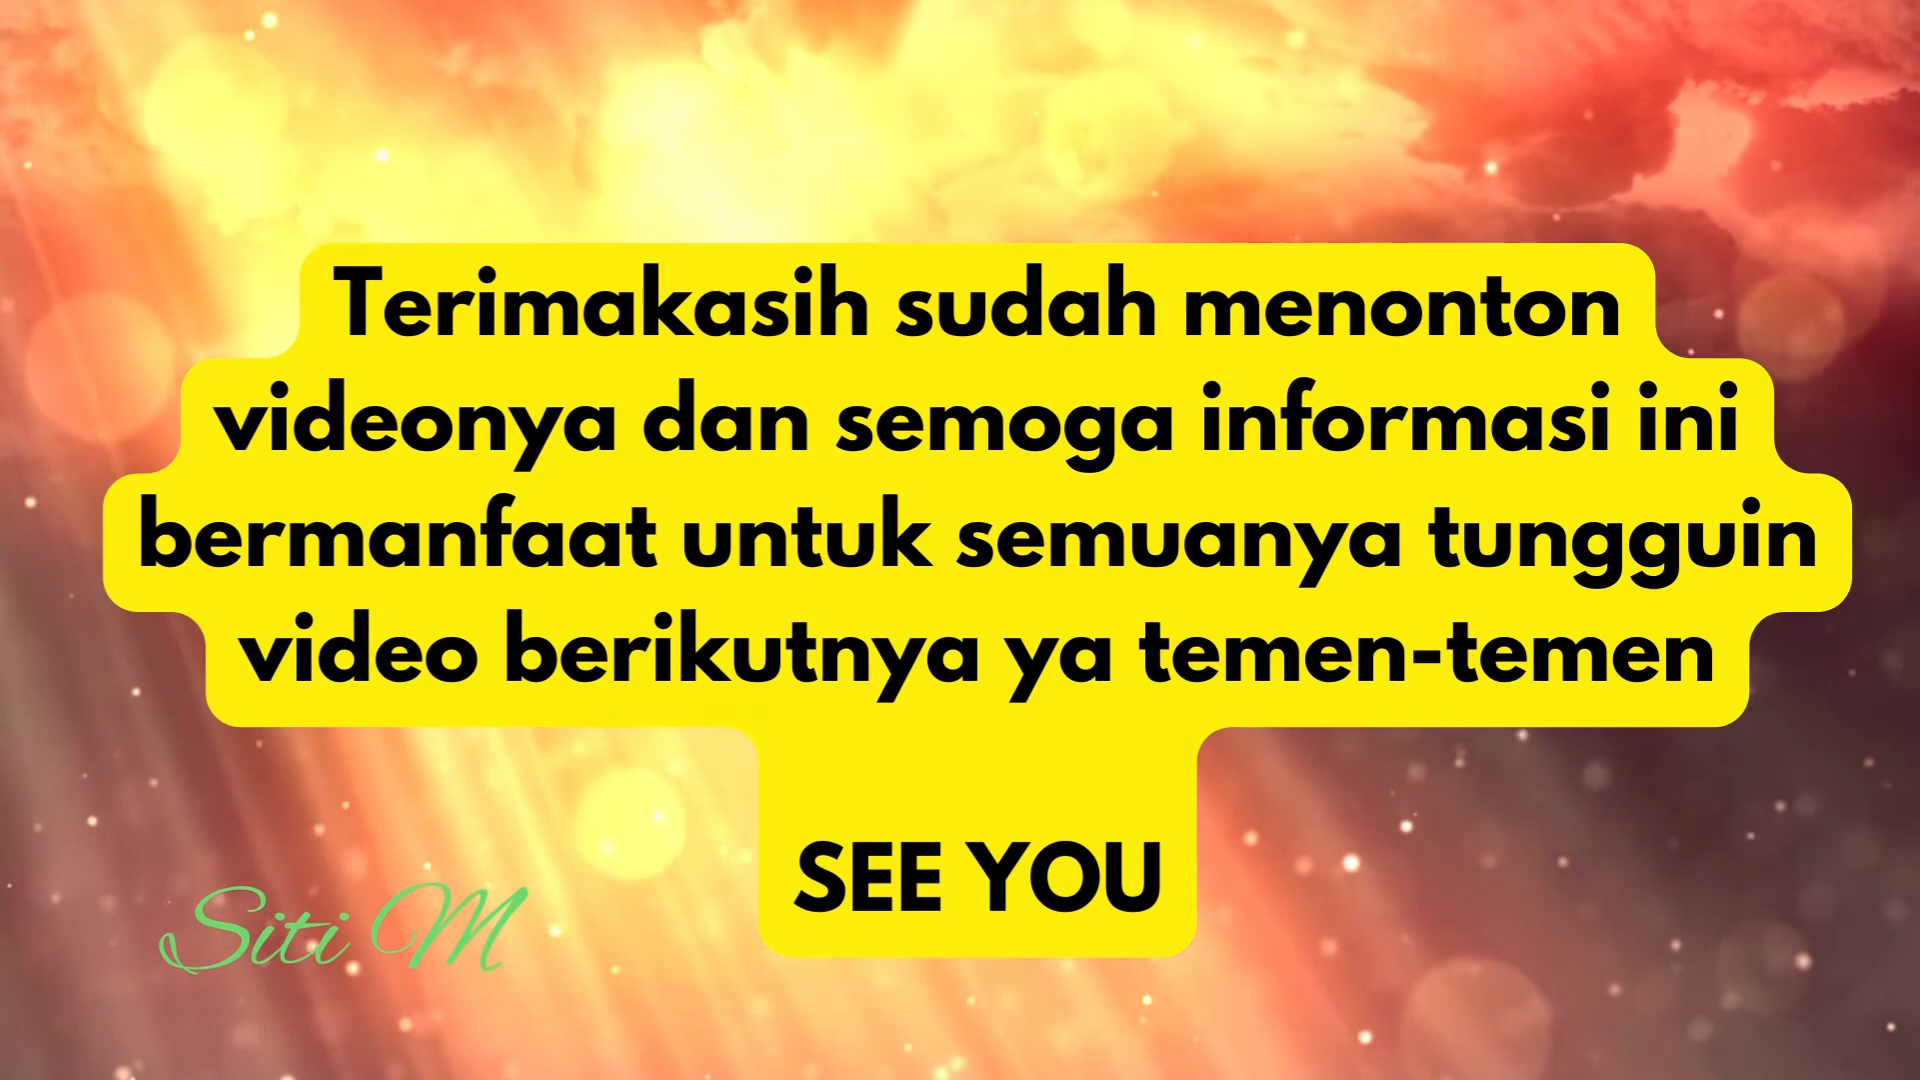 Terimakasih sudah menonton
videonya dan semoga informasi ini
bermanfaat untuk semuanya tungguin
video berikutnya ya temen-temen
SEE YOU
Siti M